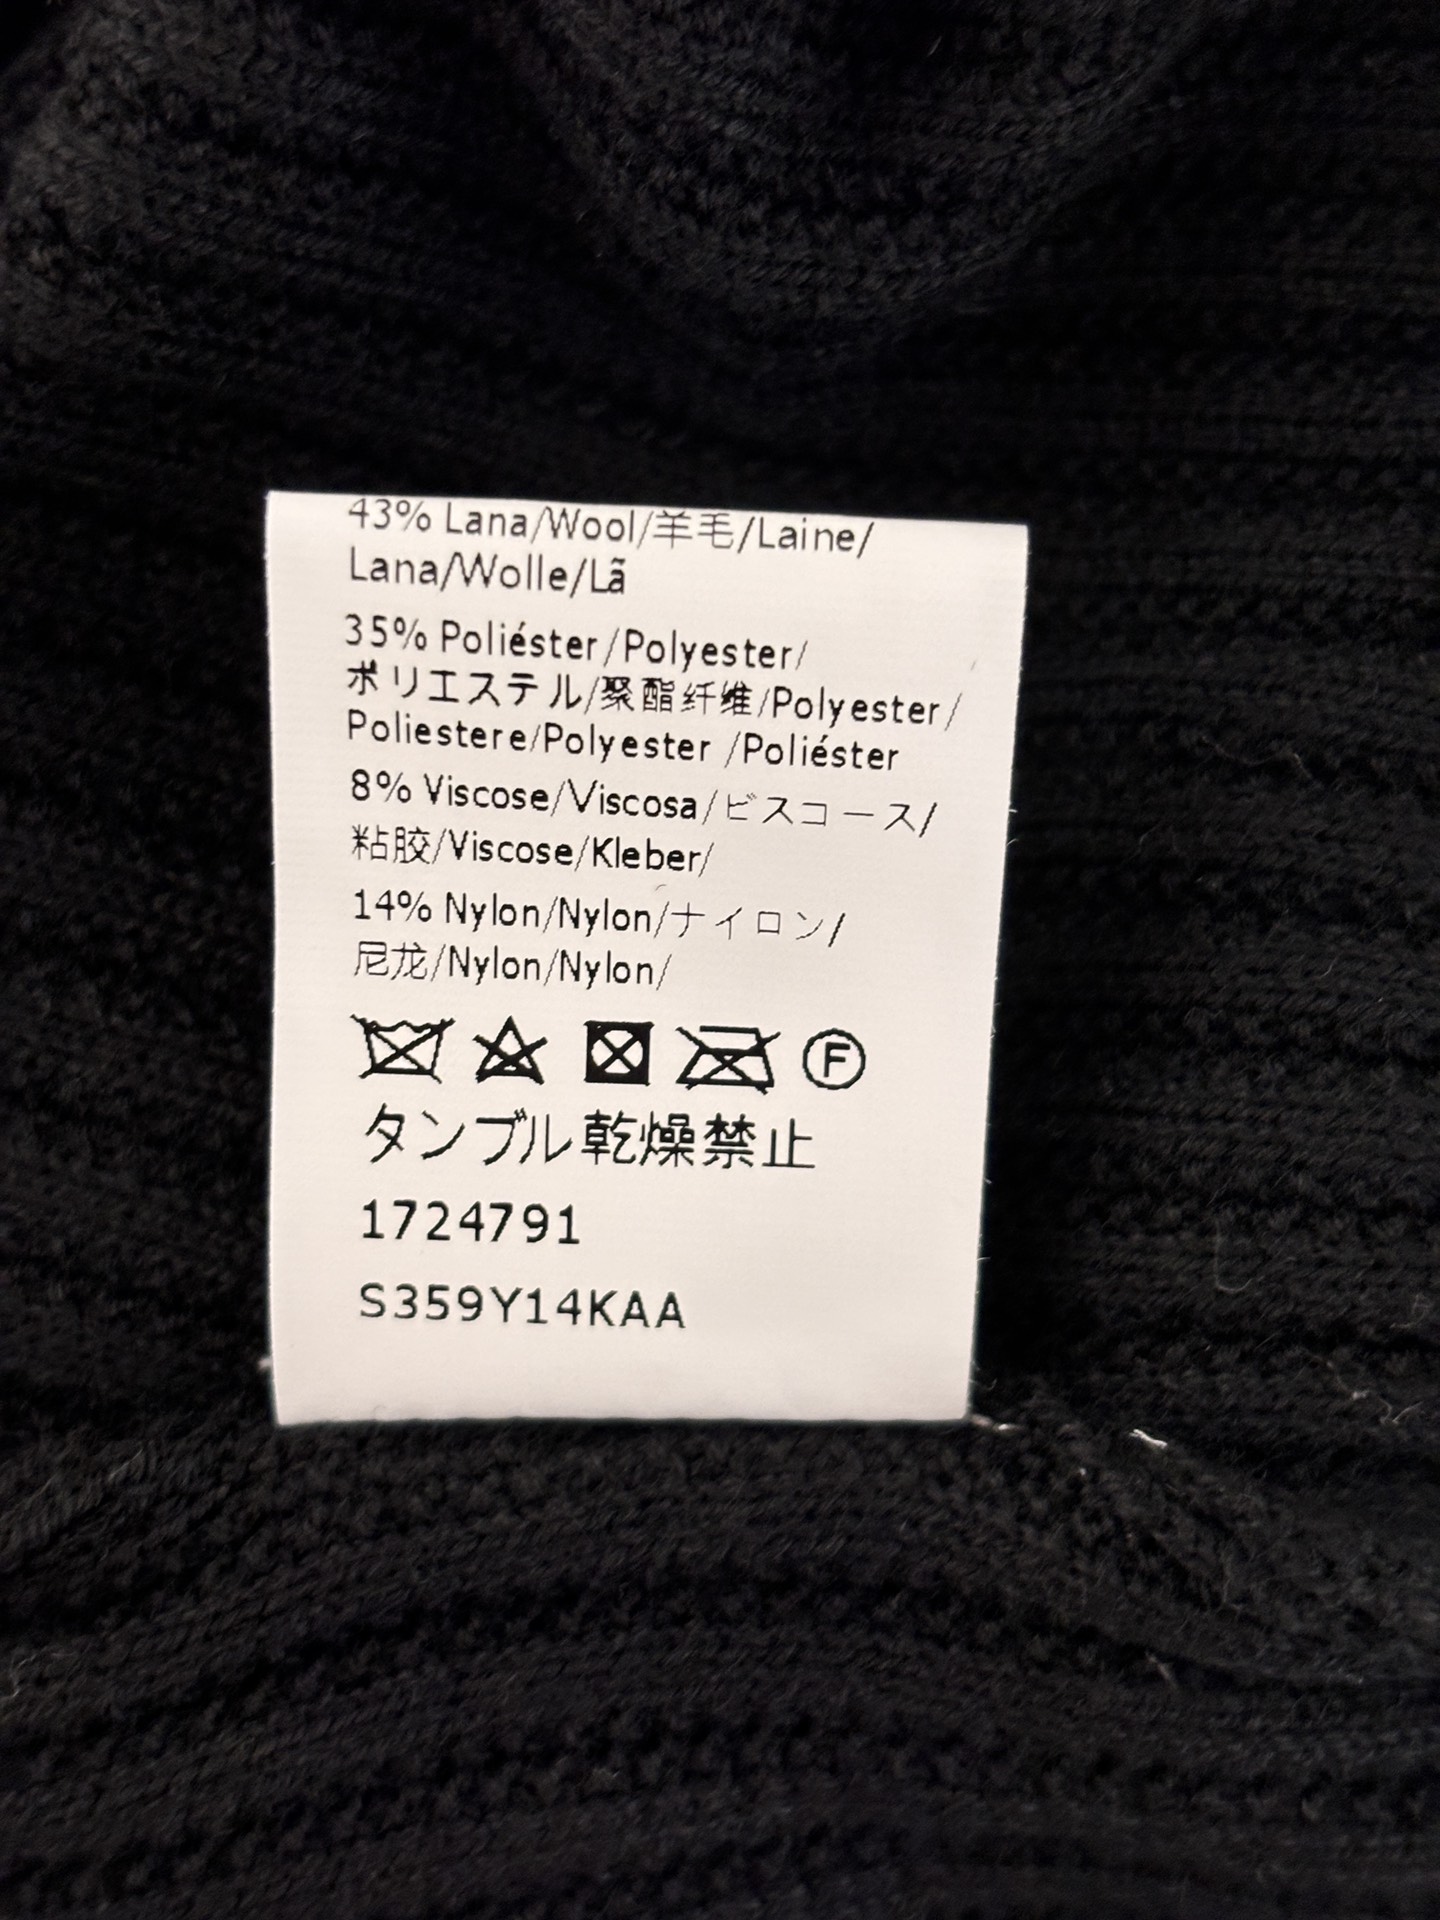 43% Lana/Wool/羊毛/Laine/
Lana/Wolle/Lã
35% Poliéster/Polyester/
ポリエステル/聚酯纤维/Polyester/
Poliestere/Polyester /Poliéster
8% Viscose/Viscosa/ビスコース/
粘胶/Viscose/Kleber/
14% Nylon/Nylon/ナイロン/
尼龙/Nylon/Nylon/
F
タンブル乾燥禁止
1724791
S359Y14KAA